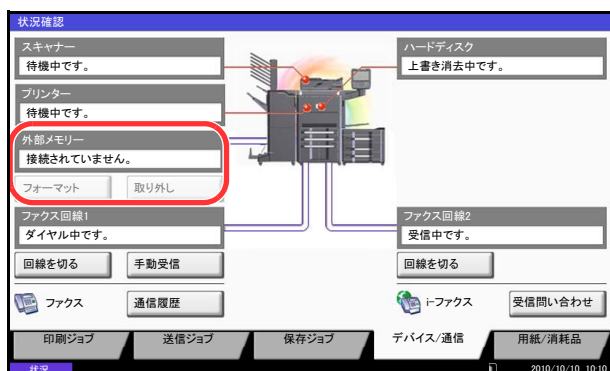 状況確認
スキャナー
待機中です。
プリンター
待機中です。
外部メモリー
接続されていません。
フォーマット 取り外し
ファクス回線1
ダイヤル中です。
回線を切る 手動受信
ファクス 通信履歴
ハードディスク
上書き消去中です。
ファクス回線2
受信中です。
回線を切る
i-ファクス 受信問い合わせ
印刷ジョブ 送信ジョブ 保存ジョブ デバイス/通信 用紙/消耗品
状況 2010/10/10 10:10